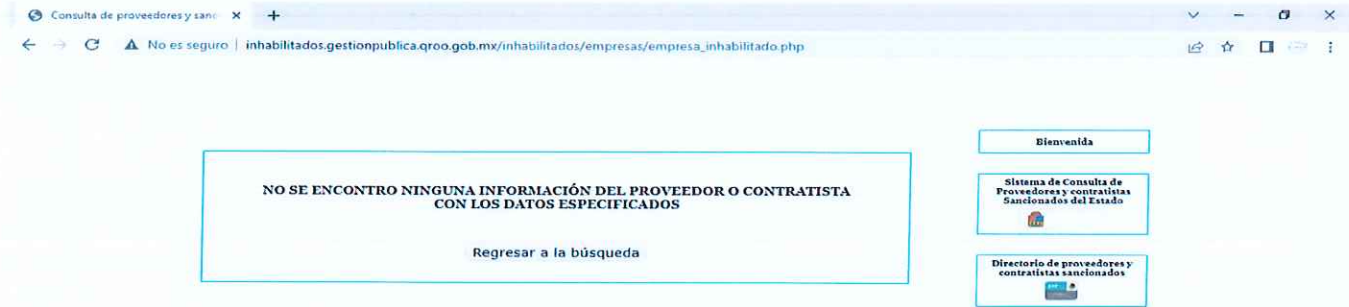 Consulta de proveedores y sanc
No es seguro | inhabilitados.gestionpublica.qroo.gob.mx/inhabilitados/empresas/empresa_inhabilitado.php
Bienvenida
NO SE ENCONTRO NINGUNA INFORMACIÓN DEL PROVEEDOR O CONTRATISTA
CON LOS DATOS ESPECIFICADOS
Regresar a la búsqueda
Sistema de Consulta de
Proveedores y contratistas
Sancionados del Estado
Directorio de proveedores y
contratistas sancionados